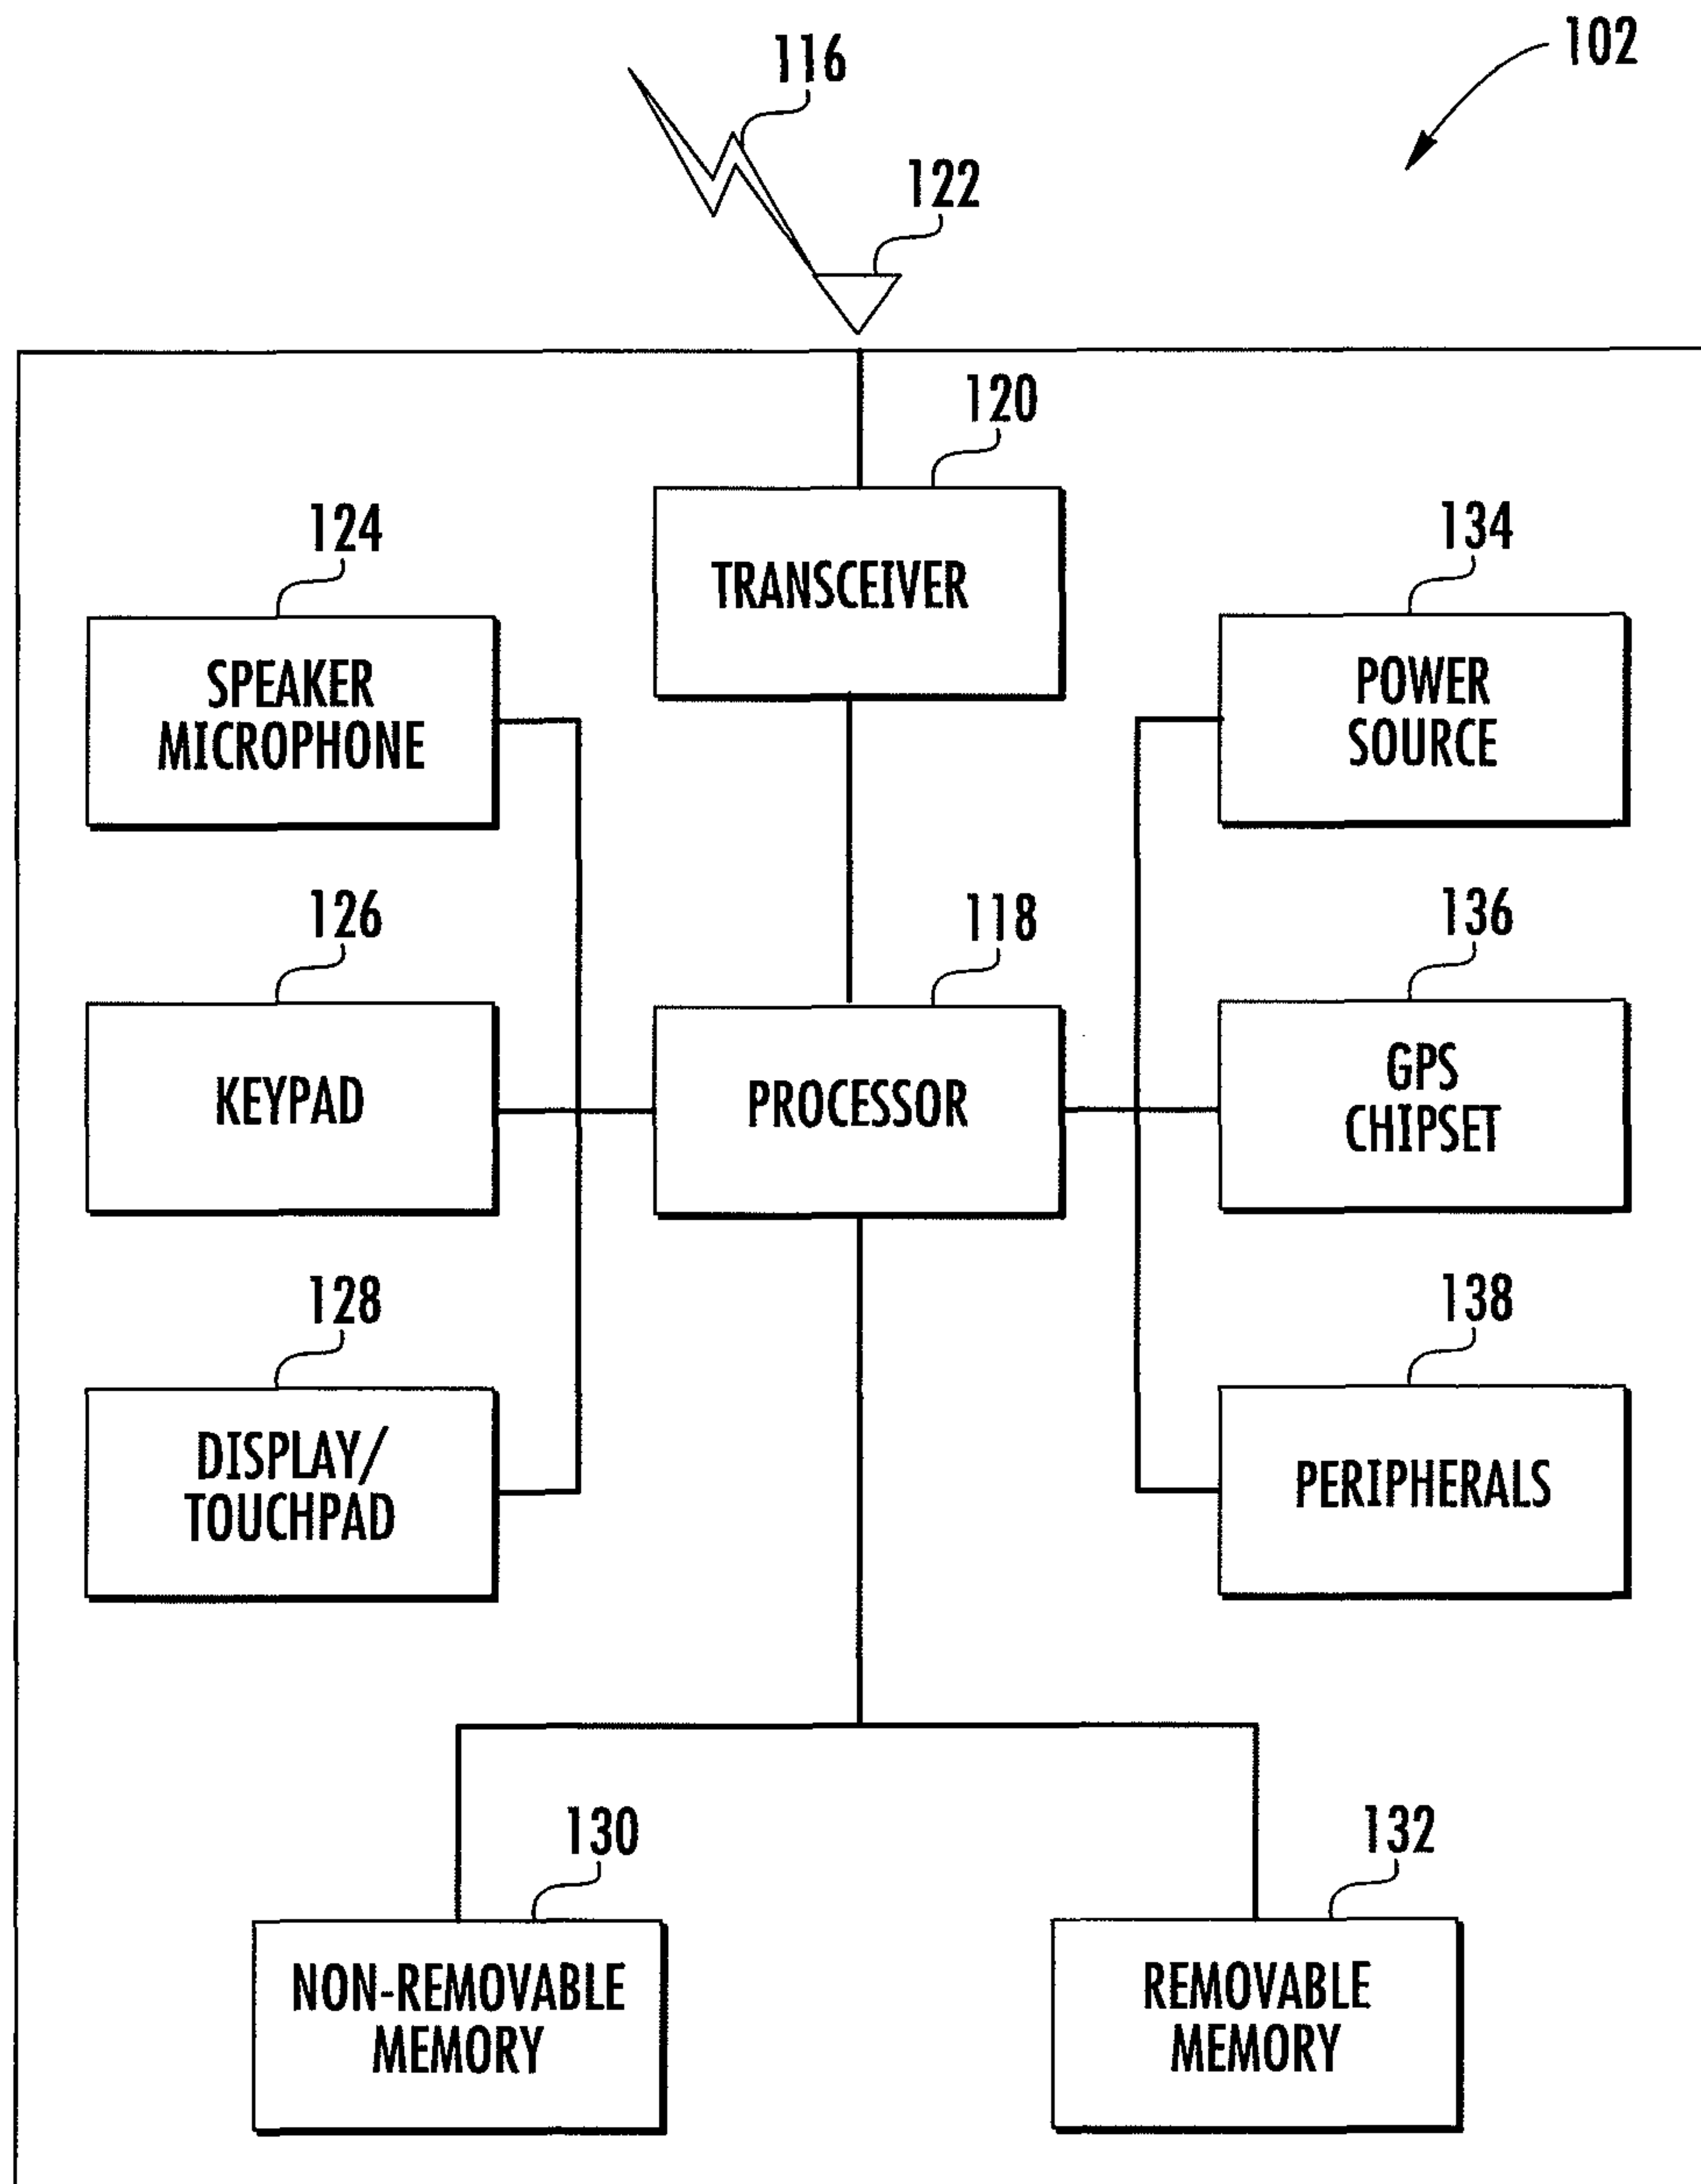 102
116
122
120
TRANSCEIVER
124
SPEAKER
MICROPHONE
134
POWER
SOURCE
126
KEYPAD
118
PROCESSOR
136
GPS
CHIPSET
128
DISPLAY/
TOUCHPAD
138
PERIPHERALS
130
NON-REMOVABLE
MEMORY
132
REMOVABLE
MEMORY